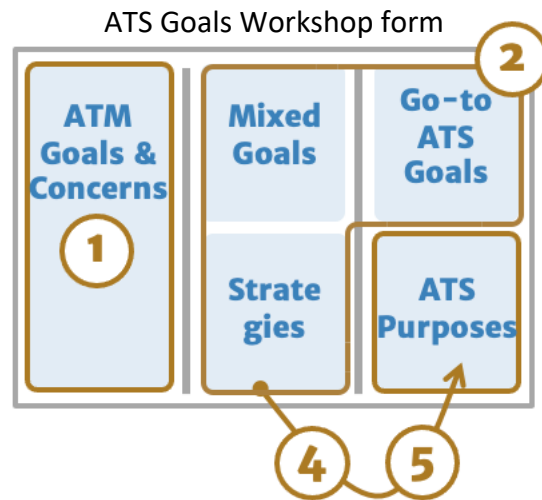 ATS Goals Workshop form
2
ATM
Goals &
Concerns
1
Mixed
Goals
Go-to
ATS
Goals
Strate
gies
ATS
Purposes
4
5